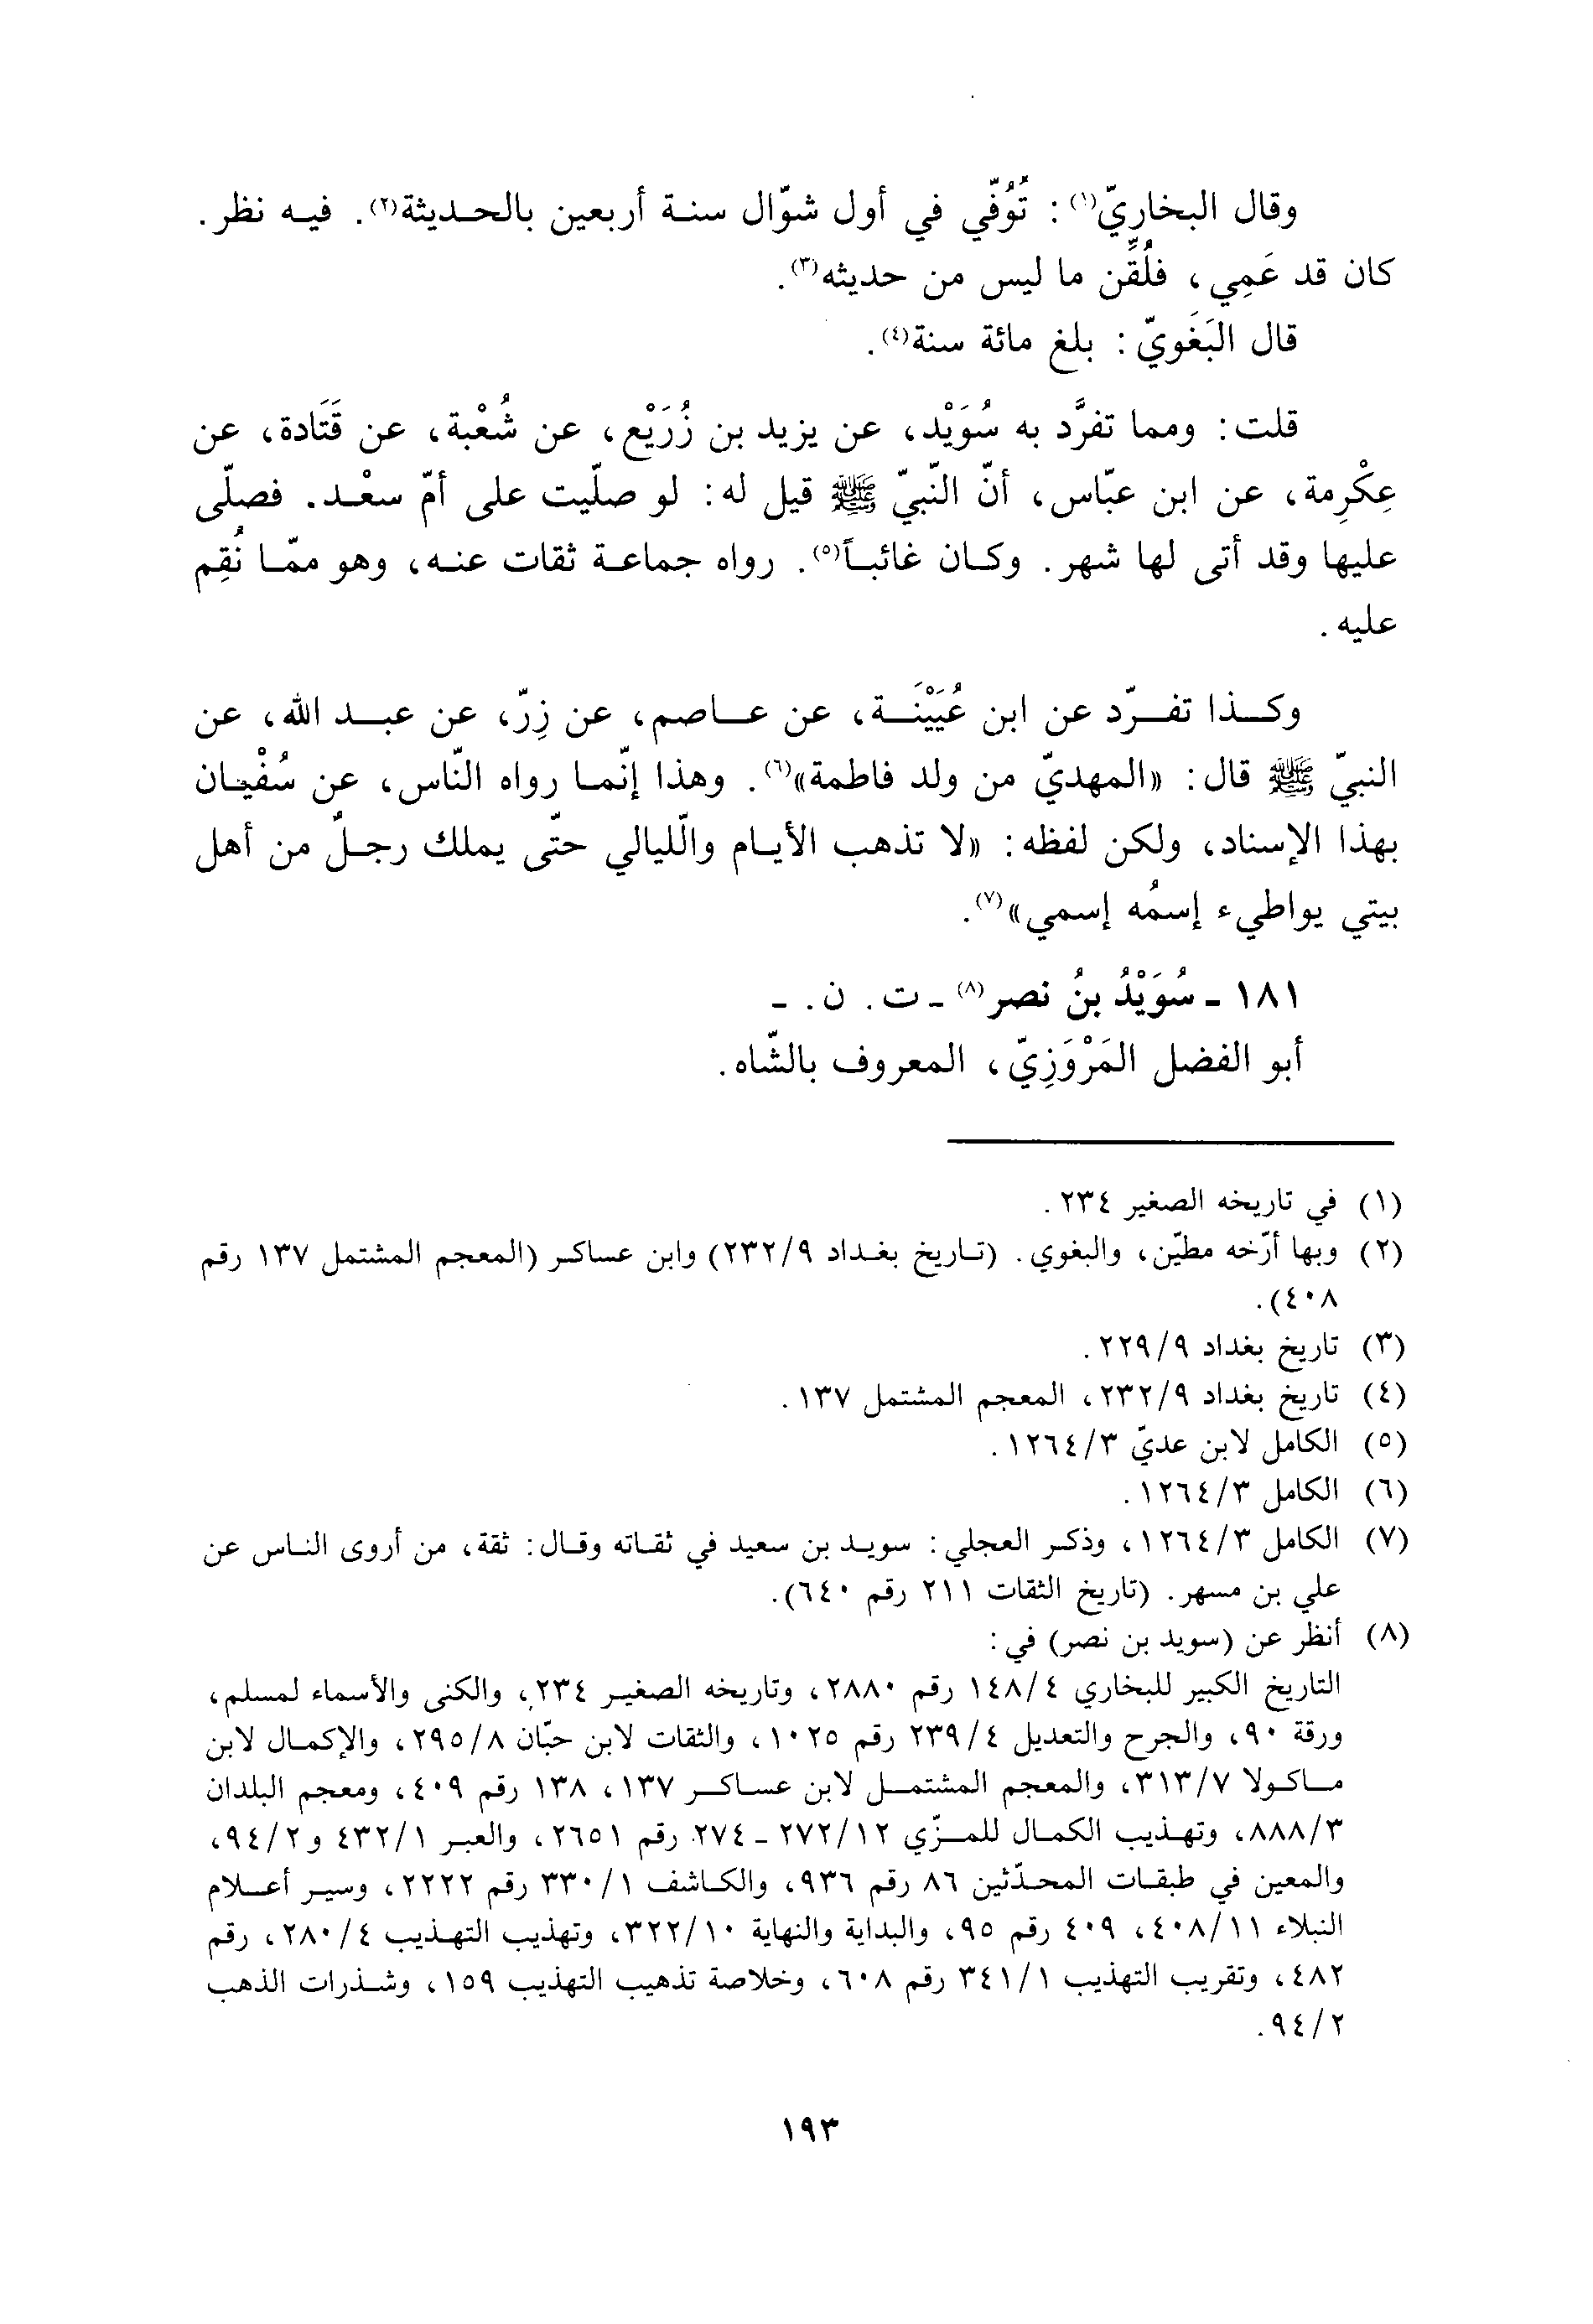 وقال البخاريّ(١) : تُوُفّي في أول شوّال سنة أربعين بالحديثة(٢). فيه نظر.
كان قد عَمِي، فلُقِّن ما ليس من حديثه(٣).
قال البَغَويّ : بلغ مائة سنة(٤).
قلت: ومما تفرَّد به سُوَيْد، عن يزيد بن زُرَيْع، عن شُعْبة، عن قَتَادة، عن
عِكْرِمة، عن ابن عبّاس، أنّ النّبيّ ﷺ قيل له: لو صلّيت على أمّ سعْد. فصلّى
عليها وقد أتى لها شهر. وكان غائباً(٥). رواه جماعة ثقات عنه، وهو ممّا نُقِم
عليه.
وكذا تفرّد عن ابن عُيَيْنَة، عن عاصم، عن زِرّ، عن عبد الله، عن
النبيّ ﷺ قال: «المهديّ من ولد فاطمة»(٦). وهذا إنّما رواه النّاس، عن سُفْيان
بهذا الإسناد، ولكن لفظه: «لا تذهب الأيام واللّيالي حتّى يملك رجلٌ من أهل
بيتي يواطيء إسمُه إسمي»(٧).
١٨١ - سُوَيْدُ بنُ نصر(٨) - ت. ن. -
أبو الفضل المَرْوَزِيّ، المعروف بالشّاه.
(١) في تاريخه الصغير ٢٣٤.
(٢) وبها أرّخه مطيّن، والبغوي. (تاريخ بغداد ٢٣٢/٩) وابن عساكر (المعجم المشتمل ١٣٧ رقم
٤٠٨).
(٣) تاريخ بغداد ٢٢٩/٩.
(٤) تاريخ بغداد ٢٣٢/٩، المعجم المشتمل ١٣٧.
(٥) الكامل لابن عديّ ١٢٦٤/٣.
(٦) الكامل ١٢٦٤/٣.
(٧) الكامل ١٢٦٤/٣، وذكر العجلي: سويد بن سعيد في ثقاته وقال: ثقة، من أروى الناس عن
علي بن مسهر. (تاريخ الثقات ٢١١ رقم ٦٤٠).
(٨) أنظر عن (سويد بن نصر) في:
التاريخ الكبير للبخاري ١٤٨/٤ رقم ٢٨٨٠، وتاريخه الصغير ٢٣٤، والكنى والأسماء لمسلم،
ورقة ٩٠، والجرح والتعديل ٢٣٩/٤ رقم ١٠٢٥، والثقات لابن حبّان ٢٩٥/٨، والإكمال لابن
ماكولا ٣١٣/٧، والمعجم المشتمل لابن عساكر ١٣٧، ١٣٨ رقم ٤٠٩، ومعجم البلدان
٨٨٨/٣، وتهذيب الكمال للمزّي ٢٧٢/١٢ - ٢٧٤ رقم ٢٦٥١، والعبر ٤٣٢/١ و٩٤/٢،
والمعين في طبقات المحدّثين ٨٦ رقم ٩٣٦، والكاشف ٣٣٠/١ رقم ٢٢٢٢، وسير أعلام
النبلاء ٤٠٨/١١، ٤٠٩ رقم ٩٥، والبداية والنهاية ٣٢٢/١٠، وتهذيب التهذيب ٢٨٠/٤، رقم
٤٨٢، وتقريب التهذيب ٣٤١/١ رقم ٦٠٨، وخلاصة تذهيب التهذيب ١٥٩، وشذرات الذهب
٩٤/٢.
١٩٣